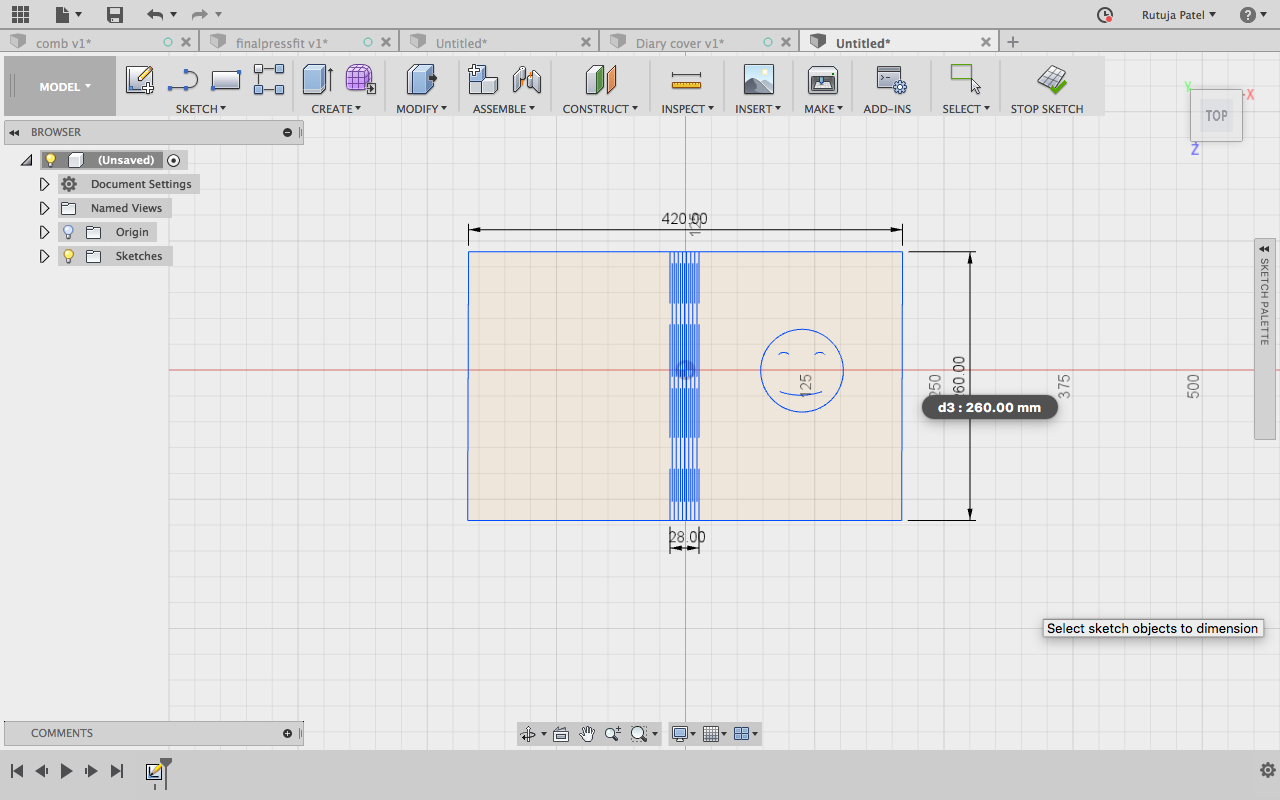 Rutuja Patel
comb v1*
finalpressfit v1*
Untitled*
Diary cover v1*
Untitled*
MODEL
SKETCH
CREATE
MODIFY
ASSEMBLE
CONSTRUCT
INSPECT
INSERT
MAKE
ADD-INS
SELECT
STOP SKETCH
Y
X
TOP
Z
BROWSER
(Unsaved)
Document Settings
Named Views
Origin
Sketches
420.00
125
SKETCH PALETTE
125
250
260.00
375
500
d3 : 260.00 mm
28.00
Select sketch objects to dimension
COMMENTS